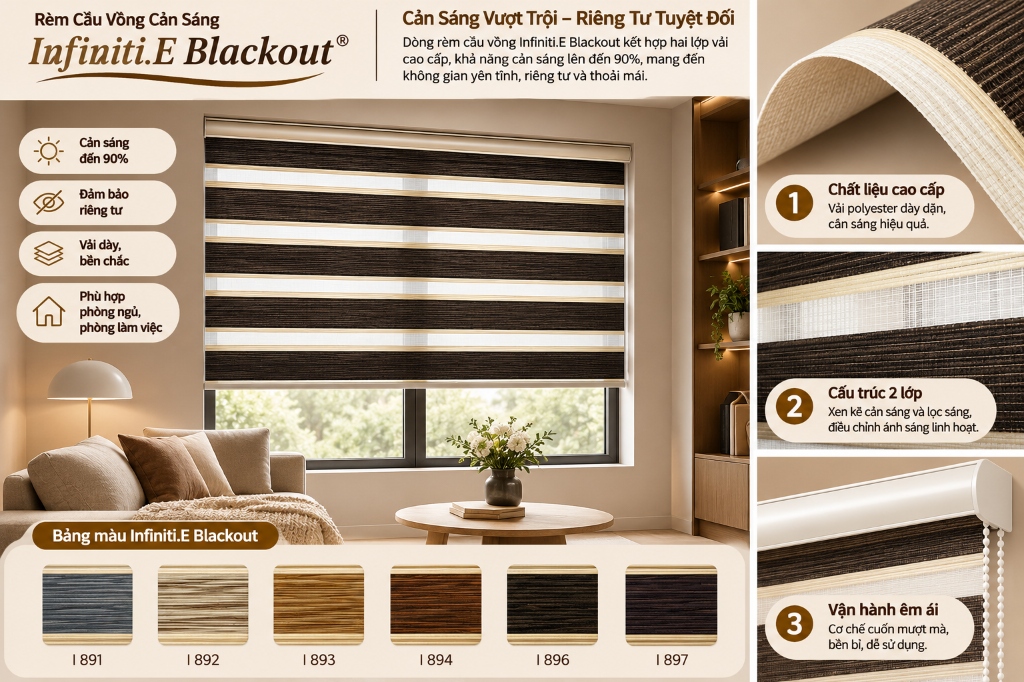 Rèm Cầu Vồng Cản Sáng
Infiniti.E Blackout®
Cản Sáng Vượt Trội – Riêng Tư Tuyệt Đối
Dòng rèm cầu vồng Infiniti.E Blackout kết hợp hai lớp vải
cao cấp, khả năng cản sáng lên đến 90%, mang đến
không gian yên tĩnh, riêng tư và thoải mái.
Cản sáng
đến 90%
Đảm bảo
riêng tư
Vải dày,
bền chắc
Phù hợp
phòng ngủ,
phòng làm việc
1
Chất liệu cao cấp
Vải polyester dày dặn,
cản sáng hiệu quả.
2
Cấu trúc 2 lớp
Xen kẽ cản sáng và lọc sáng,
điều chỉnh ánh sáng linh hoạt.
3
Vận hành êm ái
Cơ chế cuốn mượt mà,
bền bỉ, dễ sử dụng.
Bảng màu Infiniti.E Blackout
I 891
I 892
I 893
I 894
I 896
I 897